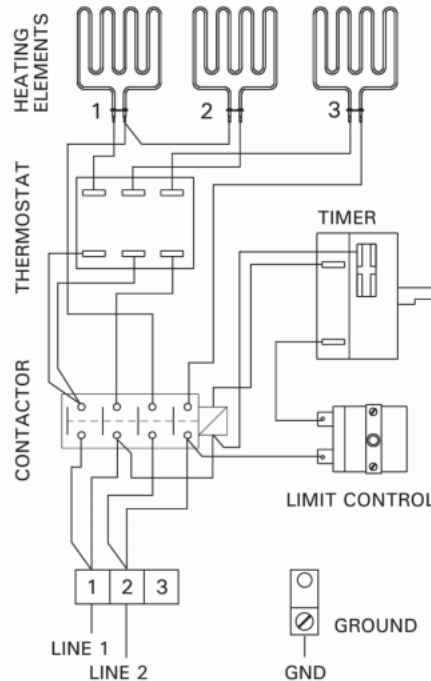 HEATING
ELEMENTS
1
2
3
THERMOSTAT
TIMER
CONTACTOR
LIMIT CONTROL
1 2 3
GROUND
LINE 1
LINE 2
GND